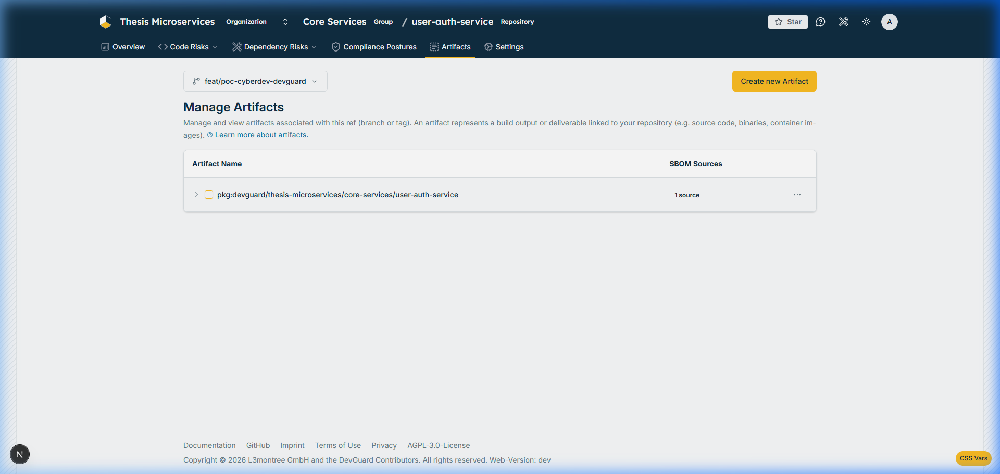 Thesis Microservices Organization Core Services Group / user-auth-service Repository Star A
Overview Code Risks Dependency Risks Compliance Postures Artifacts Settings
feat/poc-cyberdev-devguard Create new Artifact
Manage Artifacts
Manage and view artifacts associated with this ref (branch or tag). An artifact represents a build output or deliverable linked to your repository (e.g. source code, binaries, container im-
ages). Learn more about artifacts.
Artifact Name SBOM Sources
pkg:devguard/thesis-microservices/core-services/user-auth-service 1 source ...
Documentation GitHub Imprint Terms of Use Privacy AGPL-3.0-License
N CSS Vars
Copyright © 2026 L3montree GmbH and the DevGuard Contributors. All rights reserved. Web-Version: dev